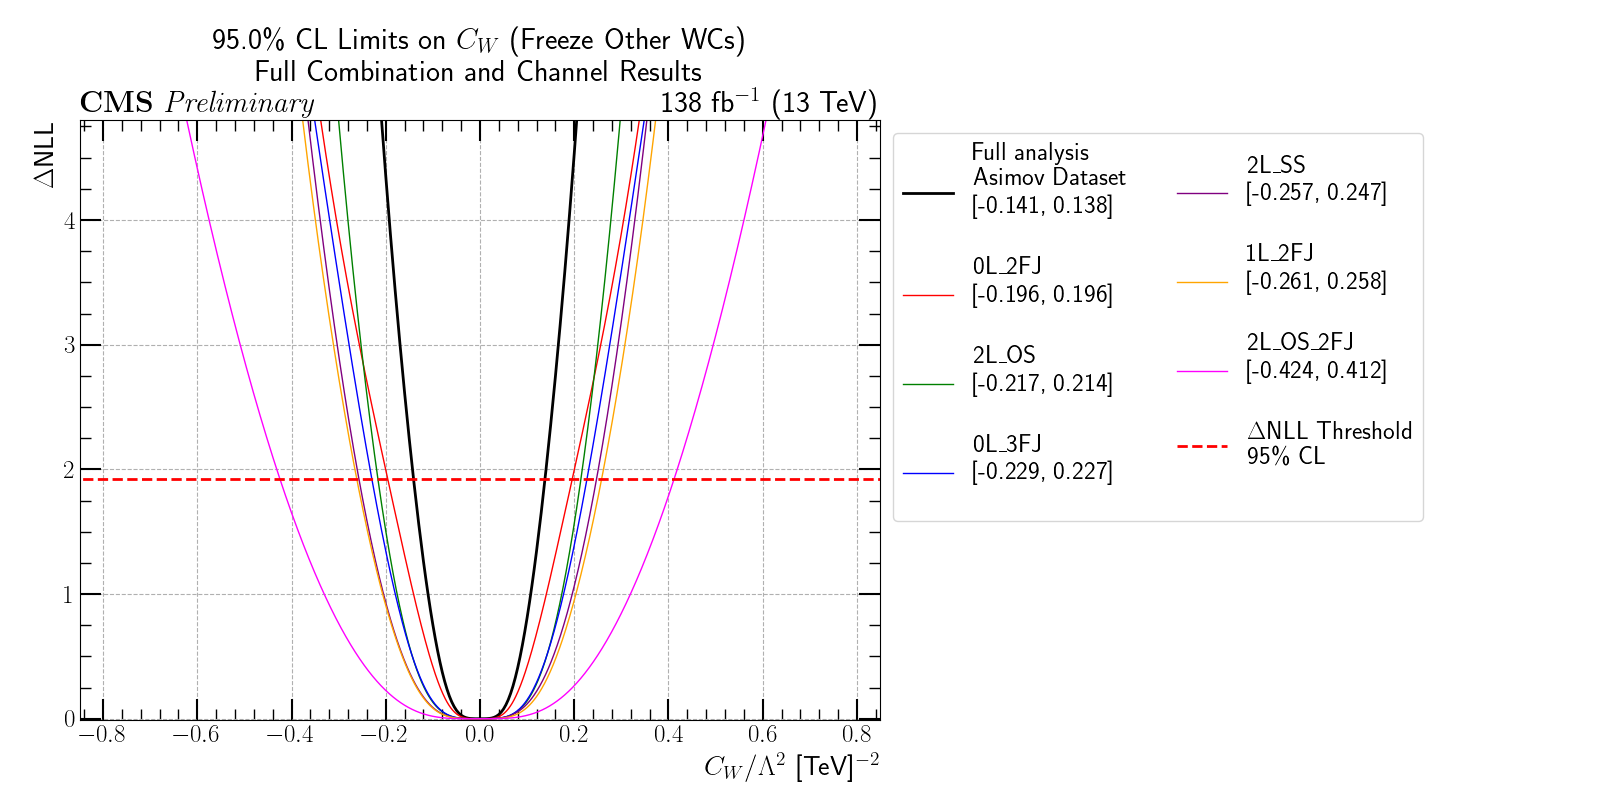 95.0% CL Limits on C_W (Freeze Other WCs)
Full Combination and Channel Results
CMS Preliminary 138 fb⁻¹ (13 TeV)
ΔNLL
4
3
2
1
0
−0.8 −0.6 −0.4 −0.2 0.0 0.2 0.4 0.6 0.8
C_W/Λ² [TeV]⁻²
Full analysis
Asimov Dataset
[-0.141, 0.138]
0L_2FJ
[-0.196, 0.196]
2L_OS
[-0.217, 0.214]
0L_3FJ
[-0.229, 0.227]
2L_SS
[-0.257, 0.247]
1L_2FJ
[-0.261, 0.258]
2L_OS_2FJ
[-0.424, 0.412]
ΔNLL Threshold
95% CL